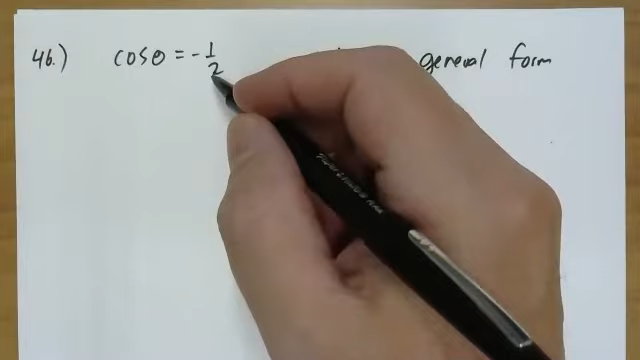 46.) cosθ = -1/2 general form